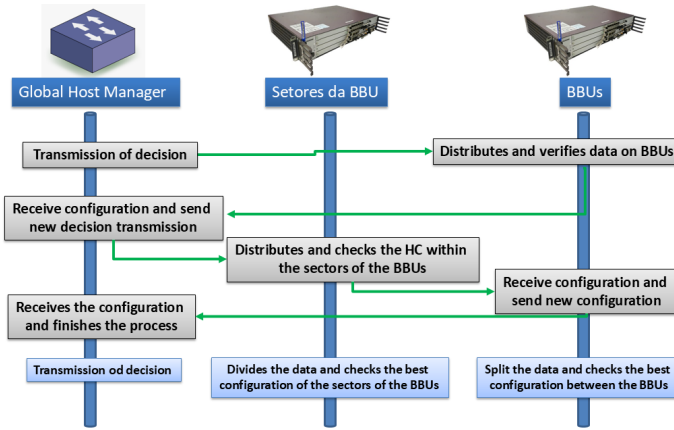 Global Host Manager
Setores da BBU
BBUs
Transmission of decision
Distributes and verifies data on BBUs
Receive configuration and send
new decision transmission
Distributes and checks the HC within
the sectors of the BBUs
Receive configuration and
send new configuration
Receives the configuration
and finishes the process
Transmission od decision
Divides the data and checks the best
configuration of the sectors of the BBUs
Split the data and checks the best
configuration between the BBUs